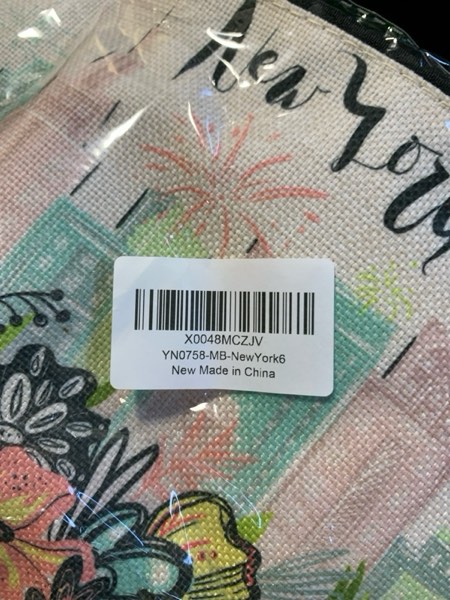 New York
X0048MCZJV
YN0758-MB-NewYork6
New Made in China